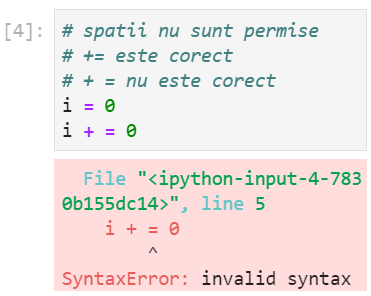 [4]: # spatii nu sunt permise
# += este corect
# + = nu este corect
i = 0
i + = 0
File "<ipython-input-4-783
0b155dc14>", line 5
i + = 0
^
SyntaxError: invalid syntax